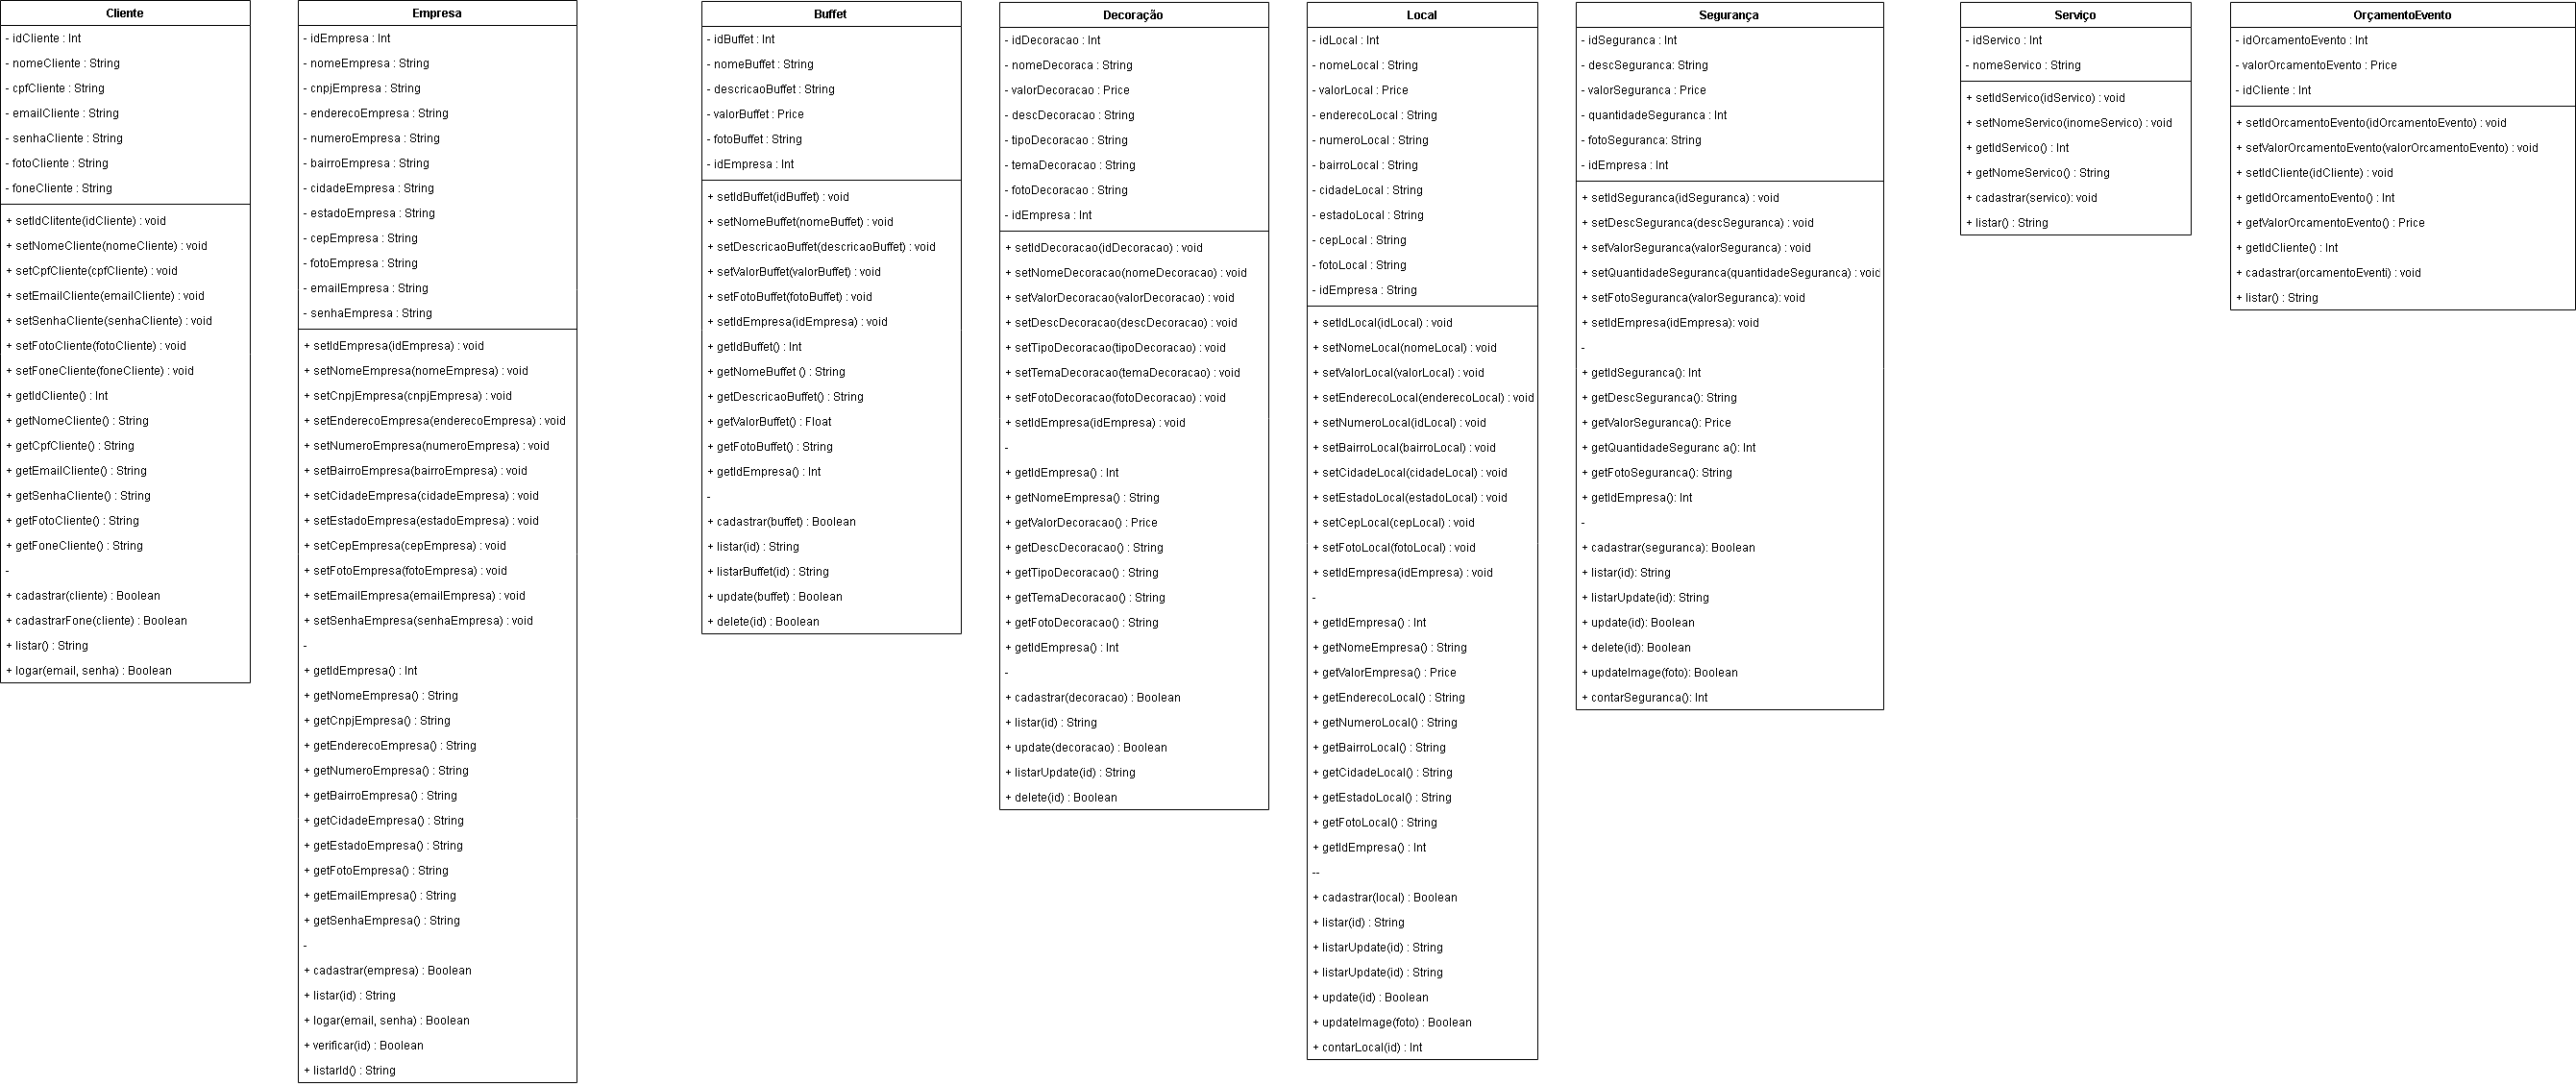 Cliente
- idCliente : Int
- nomeCliente : String
- cpfCliente : String
- emailCliente : String
- senhaCliente : String
- fotoCliente : String
- foneCliente : String
+ setIdClitente(idCliente) : void
+ setNomeCliente(nomeCliente) : void
+ setCpfCliente(cpfCliente) : void
+ setEmailCliente(emailCliente) : void
+ setSenhaCliente(senhaCliente) : void
+ setFotoCliente(fotoCliente) : void
+ setFoneCliente(foneCliente) : void
+ getIdCliente() : Int
+ getNomeCliente() : String
+ getCpfCliente() : String
+ getEmailCliente() : String
+ getSenhaCliente() : String
+ getFotoCliente() : String
+ getFoneCliente() : String
-
+ cadastrar(cliente) : Boolean
+ cadastrarFone(cliente) : Boolean
+ listar() : String
+ logar(email, senha) : Boolean
Empresa
- idEmpresa : Int
- nomeEmpresa : String
- cnpjEmpresa : String
- enderecoEmpresa : String
- numeroEmpresa : String
- bairroEmpresa : String
- cidadeEmpresa : String
- estadoEmpresa : String
- cepEmpresa : String
- fotoEmpresa : String
- emailEmpresa : String
- senhaEmpresa : String
+ setIdEmpresa(idEmpresa) : void
+ setNomeEmpresa(nomeEmpresa) : void
+ setCnpjEmpresa(cnpjEmpresa) : void
+ setEnderecoEmpresa(enderecoEmpresa) : void
+ setNumeroEmpresa(numeroEmpresa) : void
+ setBairroEmpresa(bairroEmpresa) : void
+ setCidadeEmpresa(cidadeEmpresa) : void
+ setEstadoEmpresa(estadoEmpresa) : void
+ setCepEmpresa(cepEmpresa) : void
+ setFotoEmpresa(fotoEmpresa) : void
+ setEmailEmpresa(emailEmpresa) : void
+ setSenhaEmpresa(senhaEmpresa) : void
-
+ getIdEmpresa() : Int
+ getNomeEmpresa() : String
+ getCnpjEmpresa() : String
+ getEnderecoEmpresa() : String
+ getNumeroEmpresa() : String
+ getBairroEmpresa() : String
+ getCidadeEmpresa() : String
+ getEstadoEmpresa() : String
+ getFotoEmpresa() : String
+ getEmailEmpresa() : String
+ getSenhaEmpresa() : String
-
+ cadastrar(empresa) : Boolean
+ listar(id) : String
+ logar(email, senha) : Boolean
+ verificar(id) : Boolean
+ listarId() : String
Buffet
- idBuffet : Int
- nomeBuffet : String
- descricaoBuffet : String
- valorBuffet : Price
- fotoBuffet : String
- idEmpresa : Int
+ setIdBuffet(idBuffet) : void
+ setNomeBuffet(nomeBuffet) : void
+ setDescricaoBuffet(descricaoBuffet) : void
+ setValorBuffet(valorBuffet) : void
+ setFotoBuffet(fotoBuffet) : void
+ setIdEmpresa(idEmpresa) : void
+ getIdBuffet() : Int
+ getNomeBuffet () : String
+ getDescricaoBuffet() : String
+ getValorBuffet() : Float
+ getFotoBuffet() : String
+ getIdEmpresa() : Int
-
+ cadastrar(buffet) : Boolean
+ listar(id) : String
+ listarBuffet(id) : String
+ update(buffet) : Boolean
+ delete(id) : Boolean
Decoração
- idDecoracao : Int
- nomeDecoraca : String
- valorDecoracao : Price
- descDecoracao : String
- tipoDecoracao : String
- temaDecoracao : String
- fotoDecoracao : String
- idEmpresa : Int
+ setIdDecoracao(idDecoracao) : void
+ setNomeDecoracao(nomeDecoracao) : void
+ setValorDecoracao(valorDecoracao) : void
+ setDescDecoracao(descDecoracao) : void
+ setTipoDecoracao(tipoDecoracao) : void
+ setTemaDecoracao(temaDecoracao) : void
+ setFotoDecoracao(fotoDecoracao) : void
+ setIdEmpresa(idEmpresa) : void
-
+ getIdEmpresa() : Int
+ getNomeEmpresa() : String
+ getValorDecoracao() : Price
+ getDescDecoracao() : String
+ getTipoDecoracao() : String
+ getTemaDecoracao() : String
+ getFotoDecoracao() : String
+ getIdEmpresa() : Int
-
+ cadastrar(decoracao) : Boolean
+ listar(id) : String
+ update(decoracao) : Boolean
+ listarUpdate(id) : String
+ delete(id) : Boolean
Local
- idLocal : Int
- nomeLocal : String
- valorLocal : Price
- enderecoLocal : String
- numeroLocal : String
- bairroLocal : String
- cidadeLocal : String
- estadoLocal : String
- cepLocal : String
- fotoLocal : String
- idEmpresa : String
+ setIdLocal(idLocal) : void
+ setNomeLocal(nomeLocal) : void
+ setValorLocal(valorLocal) : void
+ setEnderecoLocal(enderecoLocal) : void
+ setNumeroLocal(idLocal) : void
+ setBairroLocal(bairroLocal) : void
+ setCidadeLocal(cidadeLocal) : void
+ setEstadoLocal(estadoLocal) : void
+ setCepLocal(cepLocal) : void
+ setFotoLocal(fotoLocal) : void
+ setIdEmpresa(idEmpresa) : void
-
+ getIdEmpresa() : Int
+ getNomeEmpresa() : String
+ getValorEmpresa() : Price
+ getEnderecoLocal() : String
+ getNumeroLocal() : String
+ getBairroLocal() : String
+ getCidadeLocal() : String
+ getEstadoLocal() : String
+ getFotoLocal() : String
+ getIdEmpresa() : Int
--
+ cadastrar(local) : Boolean
+ listar(id) : String
+ listarUpdate(id) : String
+ listarUpdate(id) : String
+ update(id) : Boolean
+ updateImage(foto) : Boolean
+ contarLocal(id) : Int
Segurança
- idSeguranca : Int
- descSeguranca: String
- valorSeguranca : Price
- quantidadeSeguranca : Int
- fotoSeguranca: String
- idEmpresa : Int
+ setIdSeguranca(idSeguranca) : void
+ setDescSeguranca(descSeguranca) : void
+ setValorSeguranca(valorSeguranca) : void
+ setQuantidadeSeguranca(quantidadeSeguranca) : void
+ setFotoSeguranca(valorSeguranca): void
+ setIdEmpresa(idEmpresa): void
-
+ getIdSeguranca(): Int
+ getDescSeguranca(): String
+ getValorSeguranca(): Price
+ getQuantidadeSeguranc a(): Int
+ getFotoSeguranca(): String
+ getIdEmpresa(): Int
-
+ cadastrar(seguranca): Boolean
+ listar(id): String
+ listarUpdate(id): String
+ update(id): Boolean
+ delete(id): Boolean
+ updateImage(foto): Boolean
+ contarSeguranca(): Int
Serviço
- idServico : Int
- nomeServico : String
+ setIdServico(idServico) : void
+ setNomeServico(inomeServico) : void
+ getIdServico() : Int
+ getNomeServico() : String
+ cadastrar(servico): void
+ listar() : String
OrçamentoEvento
- idOrcamentoEvento : Int
- valorOrcamentoEvento : Price
- idCliente : Int
+ setIdOrcamentoEvento(idOrcamentoEvento) : void
+ setValorOrcamentoEvento(valorOrcamentoEvento) : void
+ setIdCliente(idCliente) : void
+ getIdOrcamentoEvento() : Int
+ getValorOrcamentoEvento() : Price
+ getIdCliente() : Int
+ cadastrar(orcamentoEventi) : void
+ listar() : String